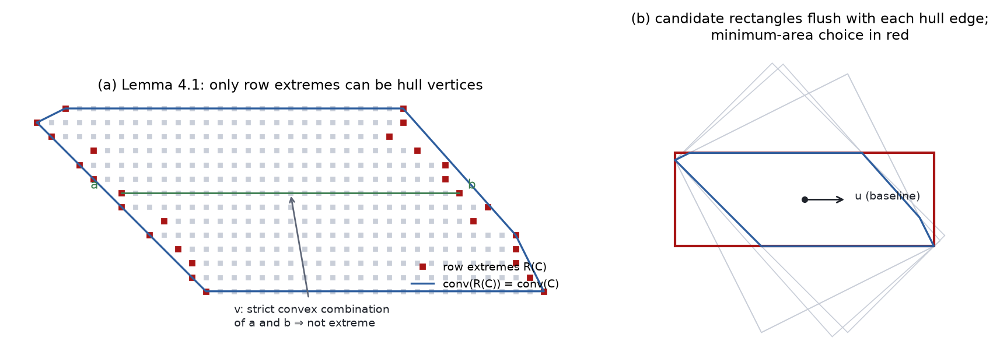 (a) Lemma 4.1: only row extremes can be hull vertices
a
b
row extremes R(C)
conv(R(C)) = conv(C)
v: strict convex combination
of a and b ⇒ not extreme
(b) candidate rectangles flush with each hull edge;
minimum-area choice in red
u (baseline)